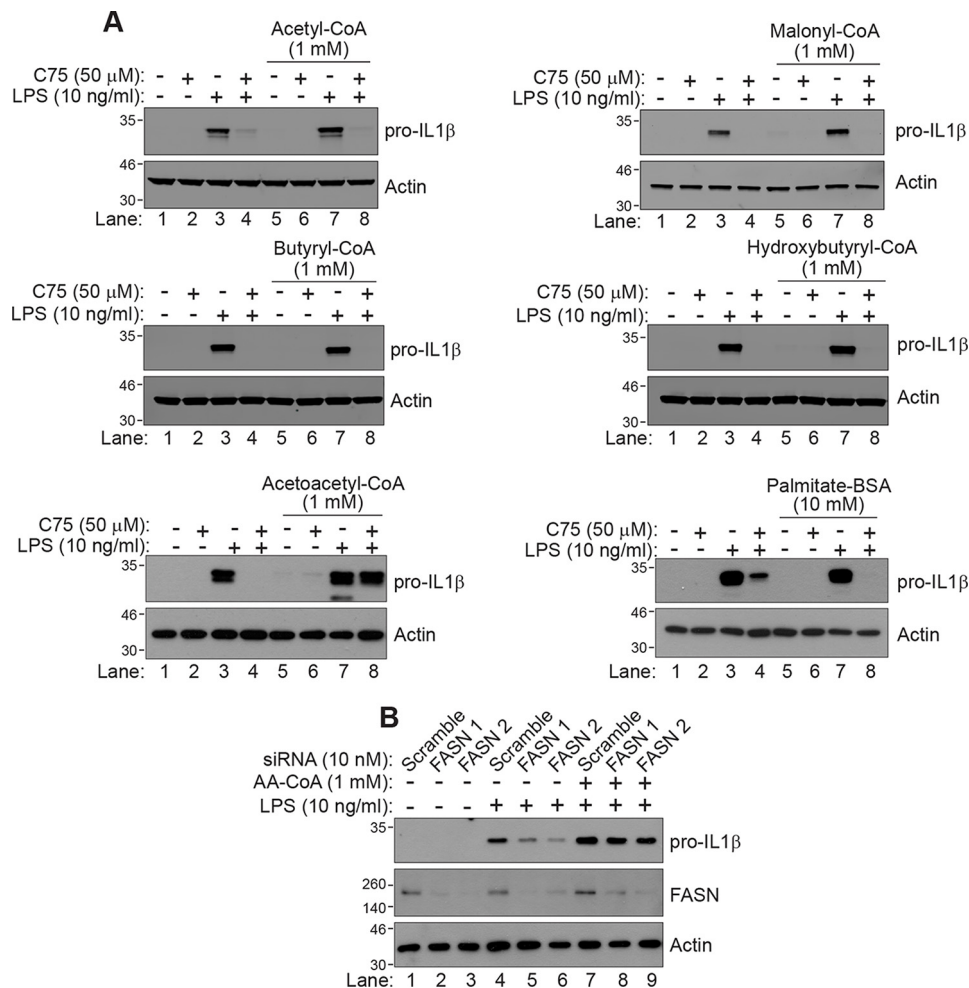 A
Acetyl-CoA
(1 mM)
C75 (50 μM): - + - + - + - +
LPS (10 ng/ml): - - + + - - + +
35
pro-IL1β
46
Actin
30
Lane: 1 2 3 4 5 6 7 8
Malonyl-CoA
(1 mM)
C75 (50 μM): - + - + - + - +
LPS (10 ng/ml): - - + + - - + +
35
pro-IL1β
46
Actin
30
Lane: 1 2 3 4 5 6 7 8
Butyryl-CoA
(1 mM)
C75 (50 μM): - + - + - + - +
LPS (10 ng/ml): - - + + - - + +
35
pro-IL1β
46
Actin
30
Lane: 1 2 3 4 5 6 7 8
Hydroxybutyryl-CoA
(1 mM)
C75 (50 μM): - + - + - + - +
LPS (10 ng/ml): - - + + - - + +
35
pro-IL1β
46
Actin
30
Lane: 1 2 3 4 5 6 7 8
Acetoacetyl-CoA
(1 mM)
C75 (50 μM): - + - + - + - +
LPS (10 ng/ml): - - + + - - + +
35
pro-IL1β
46
Actin
30
Lane: 1 2 3 4 5 6 7 8
Palmitate-BSA
(10 mM)
C75 (50 μM): - + - + - + - +
LPS (10 ng/ml): - - + + - - + +
35
pro-IL1β
46
Actin
30
Lane: 1 2 3 4 5 6 7 8
B
siRNA (10 nM): Scramble FASN 1 FASN 2 Scramble FASN 1 FASN 2 Scramble FASN 1 FASN 2
AA-CoA (1 mM): - - - - - - + + +
LPS (10 ng/ml): - - - + + + + + +
35
pro-IL1β
260
FASN
140
46
Actin
30
Lane: 1 2 3 4 5 6 7 8 9